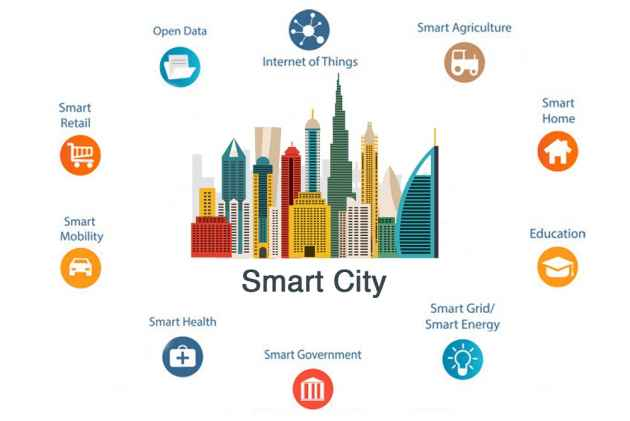 Internet of Things
Open Data
Smart Agriculture
Smart
Retail
Smart
Home
Smart
Mobility
Education
Smart City
Smart Health
Smart Grid/
Smart Energy
Smart Government